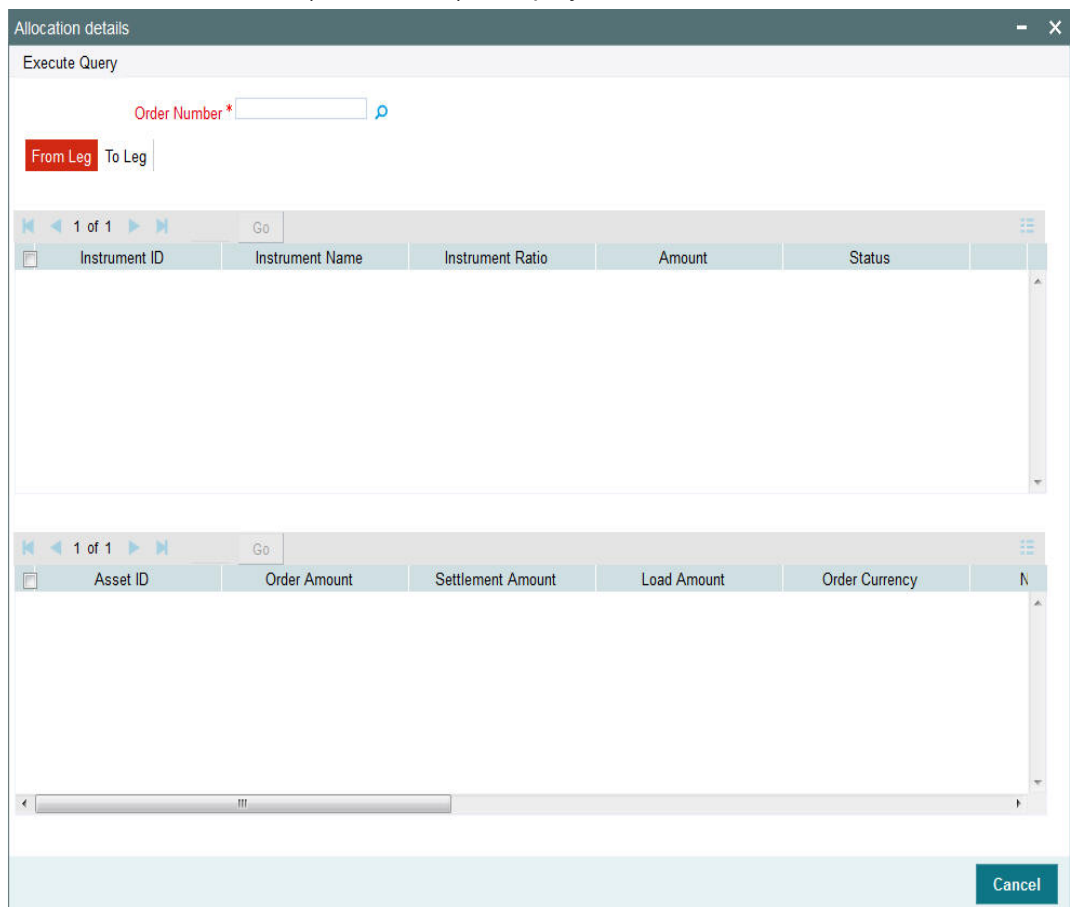 Allocation details
Execute Query
Order Number *
From Leg To Leg
1 of 1 Go
Instrument ID Instrument Name Instrument Ratio Amount Status
1 of 1 Go
Asset ID Order Amount Settlement Amount Load Amount Order Currency N
Cancel